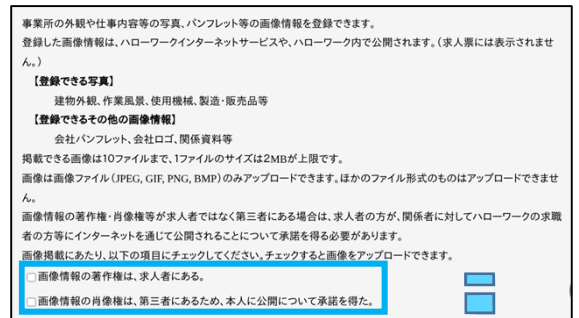 事業所の外観や仕事内容等の写真、パンフレット等の画像情報を登録できます。
登録した画像情報は、ハローワークインターネットサービスや、ハローワーク内で公開されます。（求人票には表示されませ
ん。）
【登録できる写真】
建物外観、作業風景、使用機械、製造・販売品等
【登録できるその他の画像情報】
会社パンフレット、会社ロゴ、関係資料等
掲載できる画像は10ファイルまで、1ファイルのサイズは2MBが上限です。
画像は画像ファイル（JPEG, GIF, PNG, BMP）のみアップロードできます。ほかのファイル形式のものはアップロードできませ
ん。
画像情報の著作権・肖像権等が求人者ではなく第三者にある場合は、求人者の方が、関係者に対してハローワークの求職
者の方等にインターネットを通じて公開されることについて承諾を得る必要があります。
画像掲載にあたり、以下の項目にチェックしてください。チェックすると画像をアップロードできます。
画像情報の著作権は、求人者にある。
画像情報の肖像権は、第三者にあるため、本人に公開について承諾を得た。